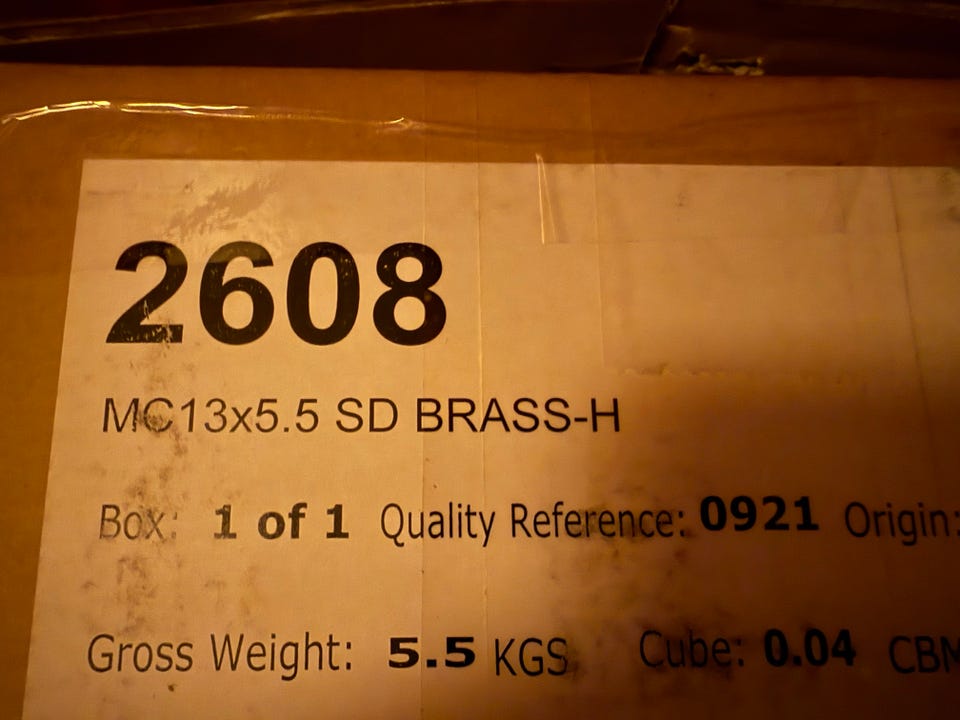 2608
MC13x5.5 SD BRASS-H
Box: 1 of 1 Quality Reference: 0921 Origin:
Gross Weight: 5.5 KGS Cube: 0.04 CBM